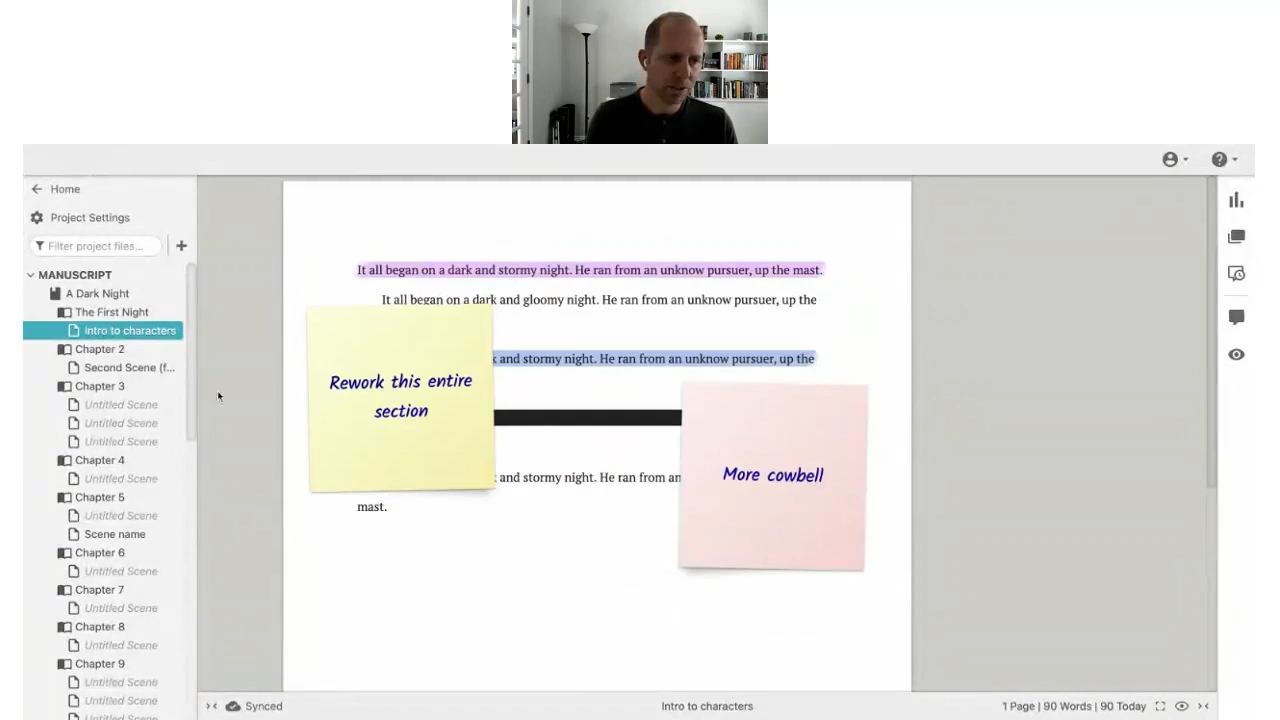 Home
Project Settings
Filter project files...
MANUSCRIPT
A Dark Night
The First Night
Intro to characters
Chapter 2
Second Scene (f...
Chapter 3
Untitled Scene
Untitled Scene
Untitled Scene
Chapter 4
Untitled Scene
Chapter 5
Untitled Scene
Scene name
Chapter 6
Untitled Scene
Chapter 7
Untitled Scene
Chapter 8
Untitled Scene
Chapter 9
Untitled Scene
Untitled Scene
It all began on a dark and stormy night. He ran from an unknow pursuer, up the mast.
It all began on a dark and gloomy night. He ran from an unknow pursuer, up the
and stormy night. He ran from an unknow pursuer, up the
and stormy night. He ran from an
mast.
Rework this entire
section
More cowbell
Synced
Intro to characters
1 Page | 90 Words | 90 Today